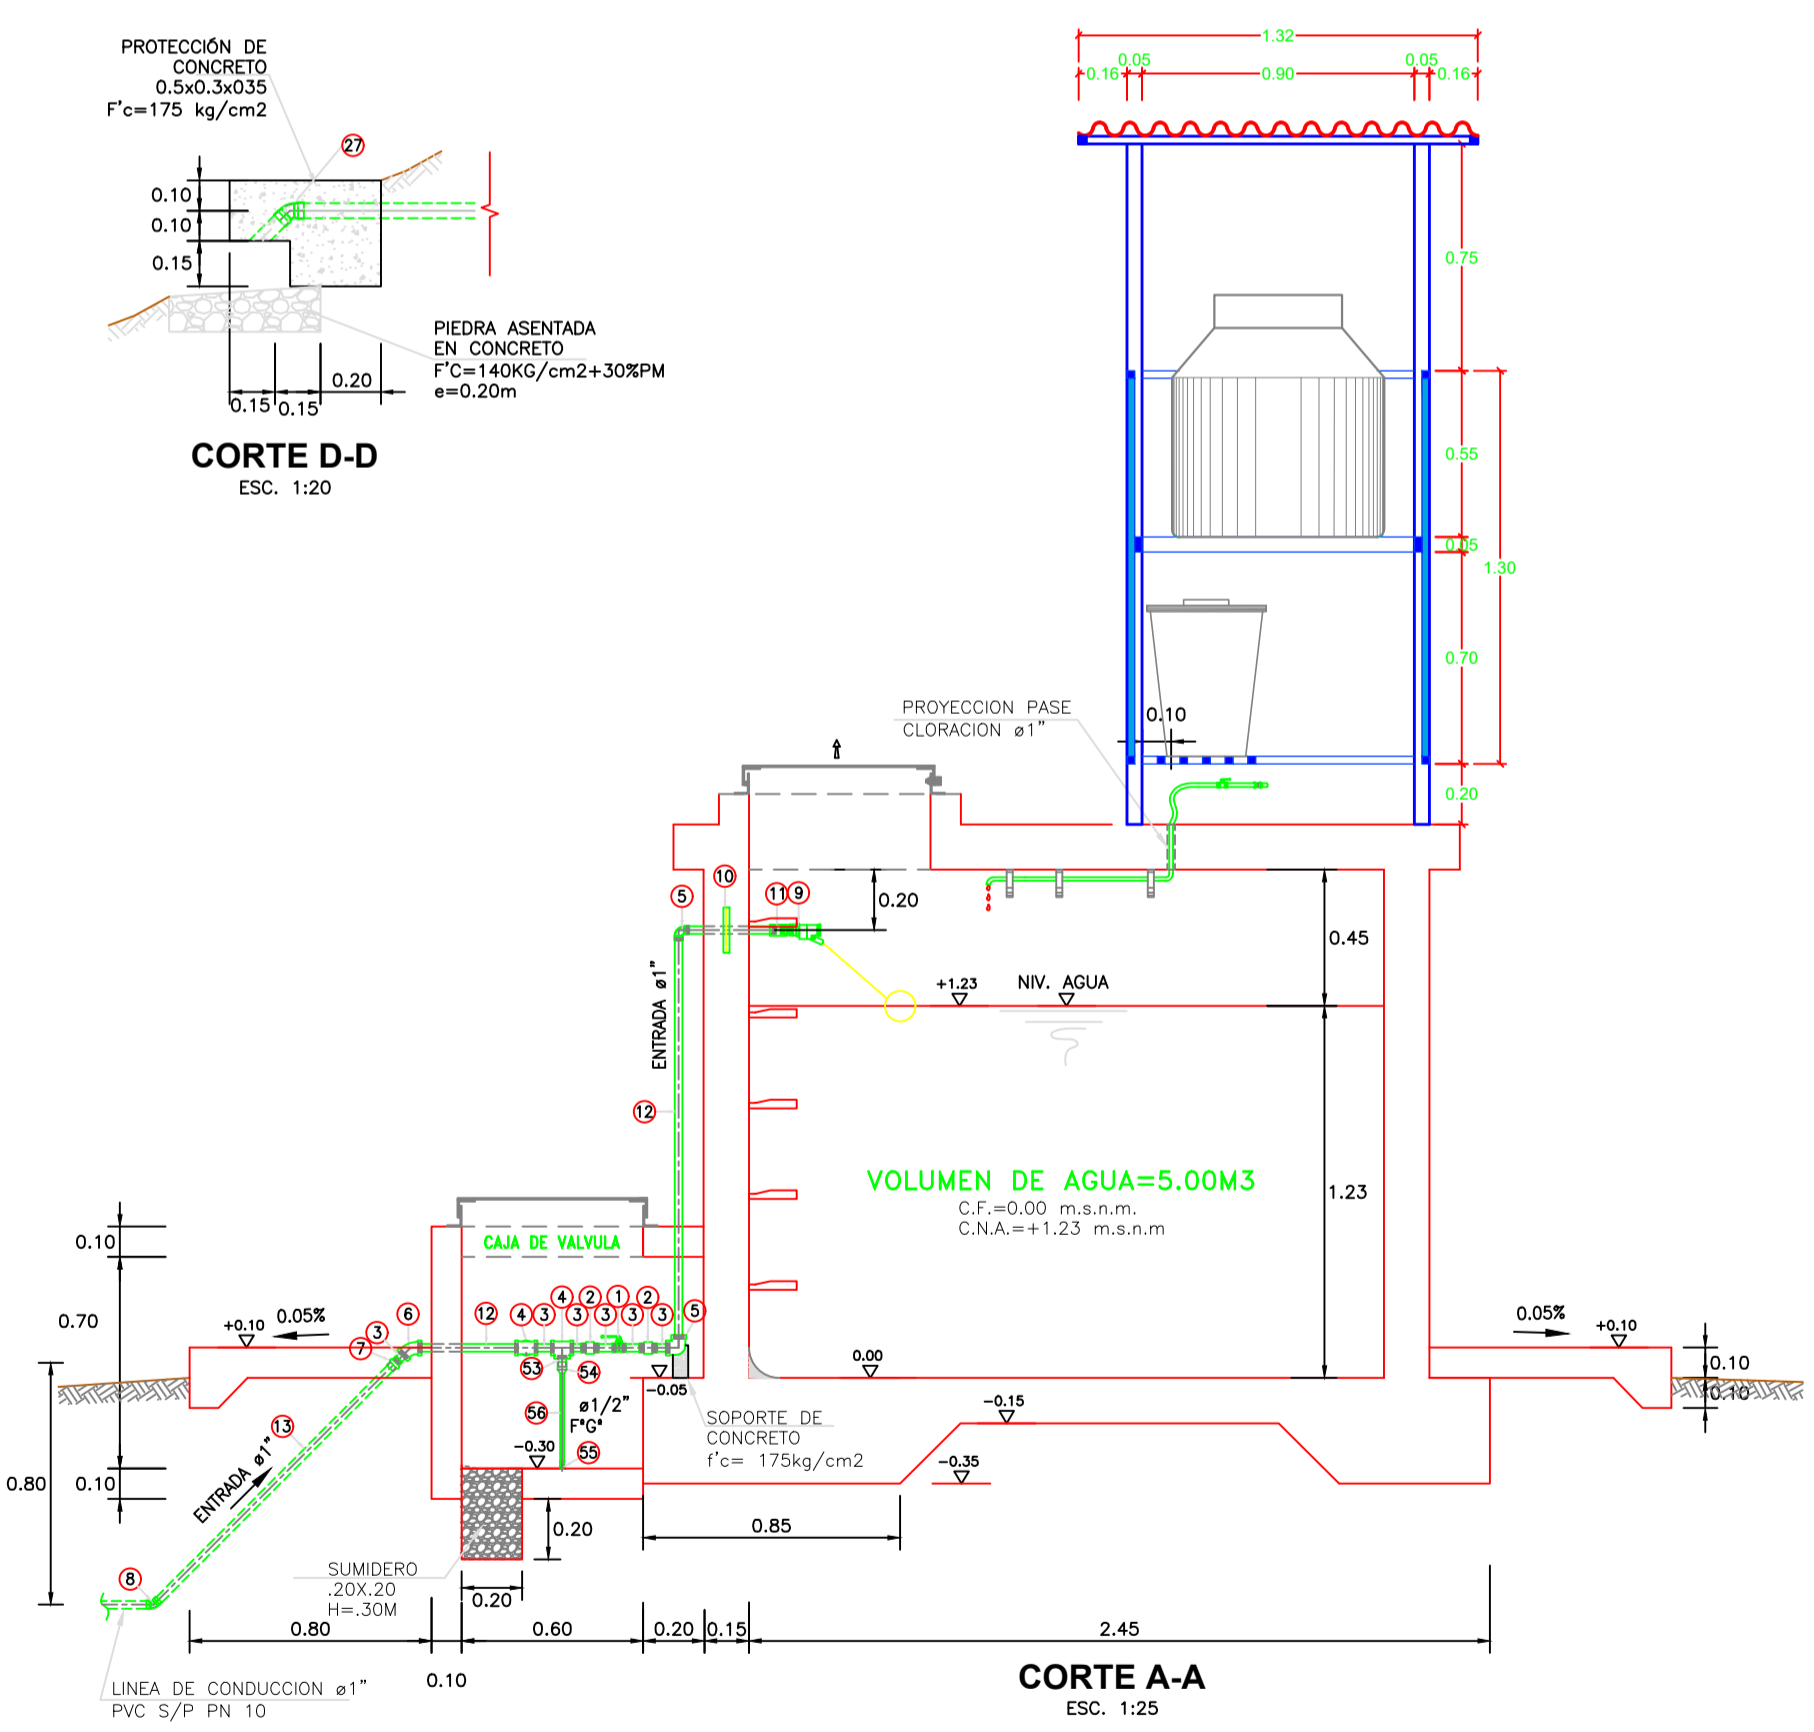 PROTECCIÓN DE
CONCRETO
0.5x0.3x035
F'c=175 kg/cm2
27
0.10
0.10
0.15
PIEDRA ASENTADA
EN CONCRETO
F'C=140KG/cm2+30%PM
e=0.20m
0.20
0.15 0.15
CORTE D-D
ESC. 1:20
1.32
0.05 0.05
0.16 0.90 0.16
0.75
0.55
0.05
1.30
0.70
0.20
PROYECCION PASE
CLORACION ø1"
0.10
10
5
11 9
0.20
0.45
ENTRADA ø1"
+1.23 NIV. AGUA
12
VOLUMEN DE AGUA=5.00M3
C.F.=0.00 m.s.n.m.
C.N.A.=+1.23 m.s.n.m
1.23
0.10
CAJA DE VALVULA
0.70
0.05%
+0.10
6
3
7
12
4 3 4 3 2 3 1 3 2 3 5
53 54
-0.05
0.00
0.05%
+0.10
0.10
0.10
56
ø1/2"
F°G°
55
-0.30
SOPORTE DE
CONCRETO
f'c= 175kg/cm2
-0.15
-0.35
13
ENTRADA ø1"
0.80
0.10
0.20
0.85
8
SUMIDERO
.20X.20
H=.30M
0.20
0.80 0.60 0.20 0.15 2.45
0.10
LINEA DE CONDUCCION ø1"
PVC S/P PN 10
CORTE A-A
ESC. 1:25